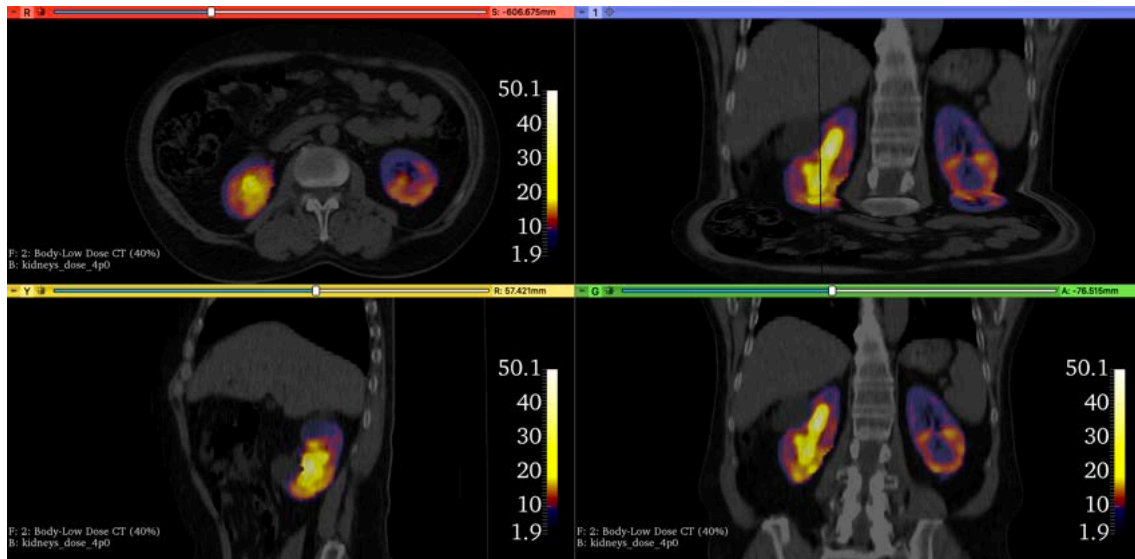 R
S: -606.675mm
50.1
40
30
20
10
1.9
F: 2: Body-Low Dose CT (40%)
B: kidneys_dose_4p0
1
Y
R: 57.421mm
50.1
40
30
20
10
1.9
F: 2: Body-Low Dose CT (40%)
B: kidneys_dose_4p0
G
A: -76.515mm
50.1
40
30
20
10
1.9
F: 2: Body-Low Dose CT (40%)
B: kidneys_dose_4p0